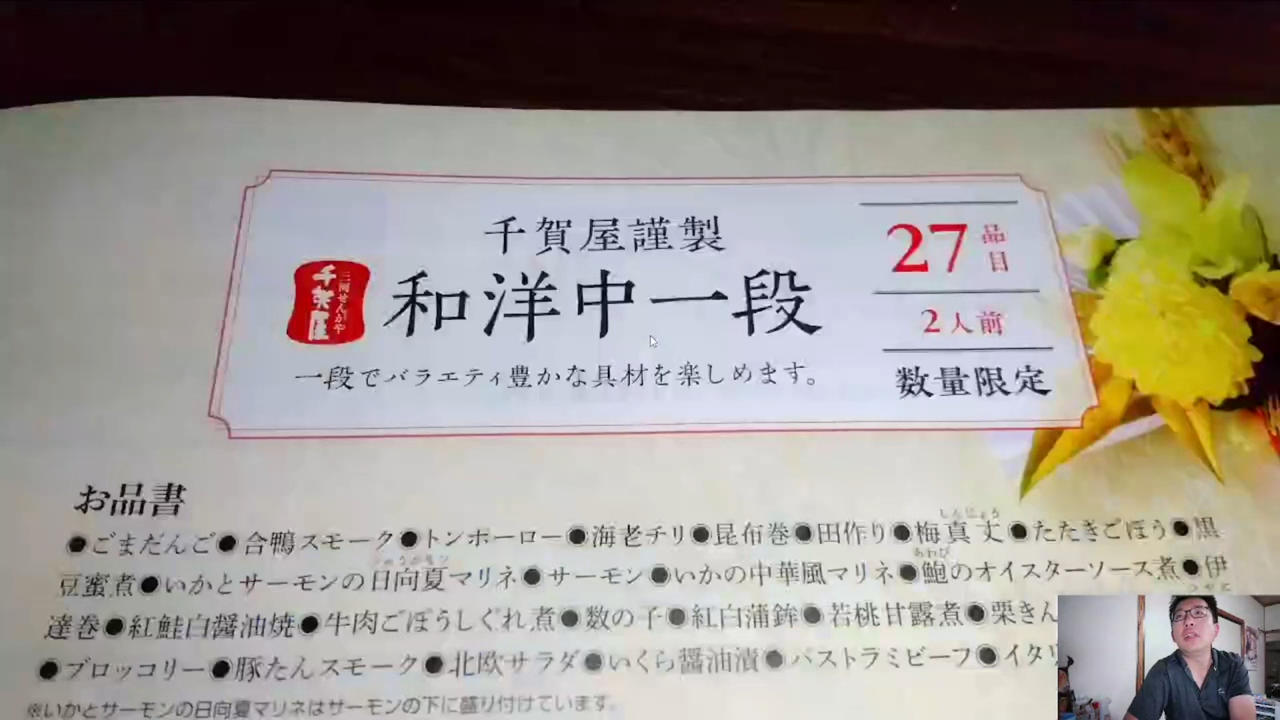 千賀屋謹製
三河せんがや
千賀屋
和洋中一段
一段でバラエティ豊かな具材を楽しめます。
27品目
2人前
数量限定
お品書
●ごまだんご●合鴨スモーク●トンポーロー●海老チリ●昆布巻●田作り●梅真丈●たたきごぼう●黒
豆蜜煮●いかとサーモンの日向夏マリネ●サーモン●いかの中華風マリネ●鮑のオイスターソース煮●伊
達巻●紅鮭白醤油焼●牛肉ごぼうしぐれ煮●数の子●紅白蒲鉾●若桃甘露煮●栗きん
●ブロッコリー●豚たんスモーク●北欧サラダ●いくら醤油漬●パストラミビーフ●イタリ
※いかとサーモンの日向夏マリネはサーモンの下に盛り付けています。